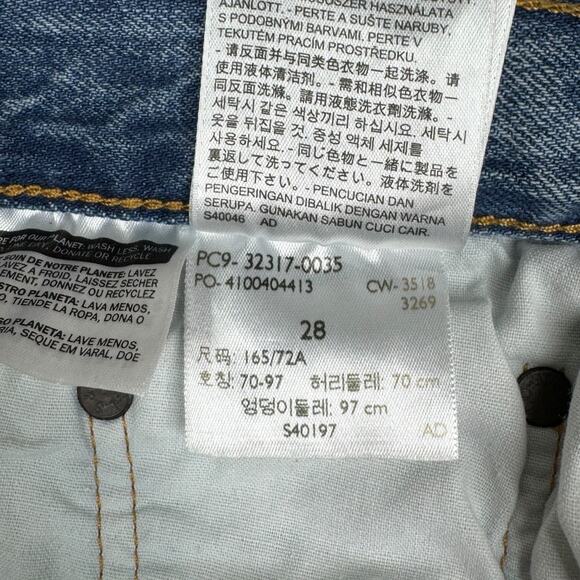 HASZNÁLATA
AJÁNLOTT. - PERTE A SUŠTE NARUBY,
S PODOBNÝMI BARVAMI. PERTE V
TEKUTÉM PRACÍM PROSTŘEDKU.
- 请反面并与同类色衣物一起洗涤。请
使用液体清洁剂。- 需和相似色衣物一
同反面洗滌。請用液態洗衣劑洗滌。-
세탁시 같은 색상끼리 하십시요. 세탁시
옷을 뒤집을 것. 중성 액체 세제를
사용하세요. - 同じ色物と一緒に製品を
裏返して洗ってください。液体洗剤を
ご使用下さい。- PENCUCIAN DAN
PENGERINGAN DIBALIK DENGAN WARNA
SERUPA. GUNAKAN SABUN CUCI CAIR.
S40046 AD
FOR OUR PLANET: WASH LESS, WASH
LINE DRY, DONATE OR RECYCLE
SOIN DE NOTRE PLANÈTE: LAVEZ
LAVEZ À FROID, LAISSEZ SÉCHER
DONNEZ OU RECYCLEZ
PLANETA: LAVA MENOS,
TIENDE LA ROPA, DONA O
PLANETA: LAVE MENOS,
SEQUE EM VARAL, DOE
PC9- 32317-0035
PO- 4100404413 CW- 3518
3269
28
尺码: 165/72A
호칭: 70-97 허리둘레: 70 cm
엉덩이둘레: 97 cm
S40197 AD